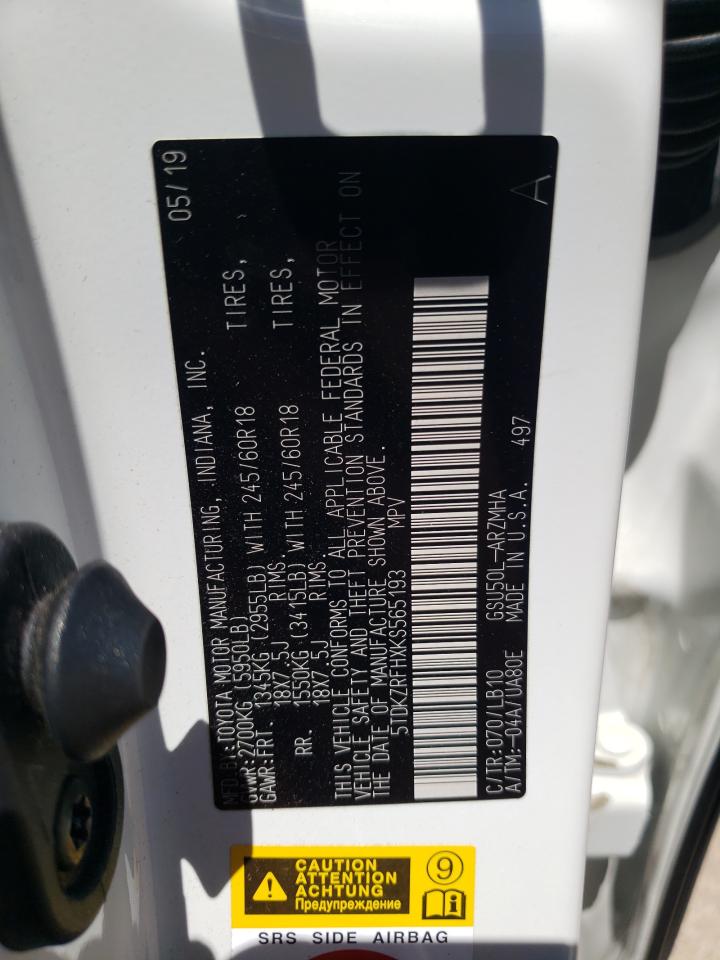 MFD.BY:TOYOTA MOTOR MANUFACTURING, INDIANA, INC. 05/19
GVWR:2700KG (5950LB)
GAWR:FRT. 1345KG (2955LB) WITH 245/60R18 TIRES,
18X7.5J RIMS
RR. 1550KG (3415LB) WITH 245/60R18 TIRES,
18X7.5J RIMS
THIS VEHICLE CONFORMS TO ALL APPLICABLE FEDERAL MOTOR
VEHICLE SAFETY AND THEFT PREVENTION STANDARDS IN EFFECT ON
THE DATE OF MANUFACTURE SHOWN ABOVE.
5TDKZRFHXKS565193 MPV
C/TR:070/LB10 GSU50L-ARZMHA
A/TM:-04A/UA80E MADE IN U.S.A. 497 A
CAUTION
ATTENTION
ACHTUNG
Предупреждение
9
i
SRS SIDE AIRBAG